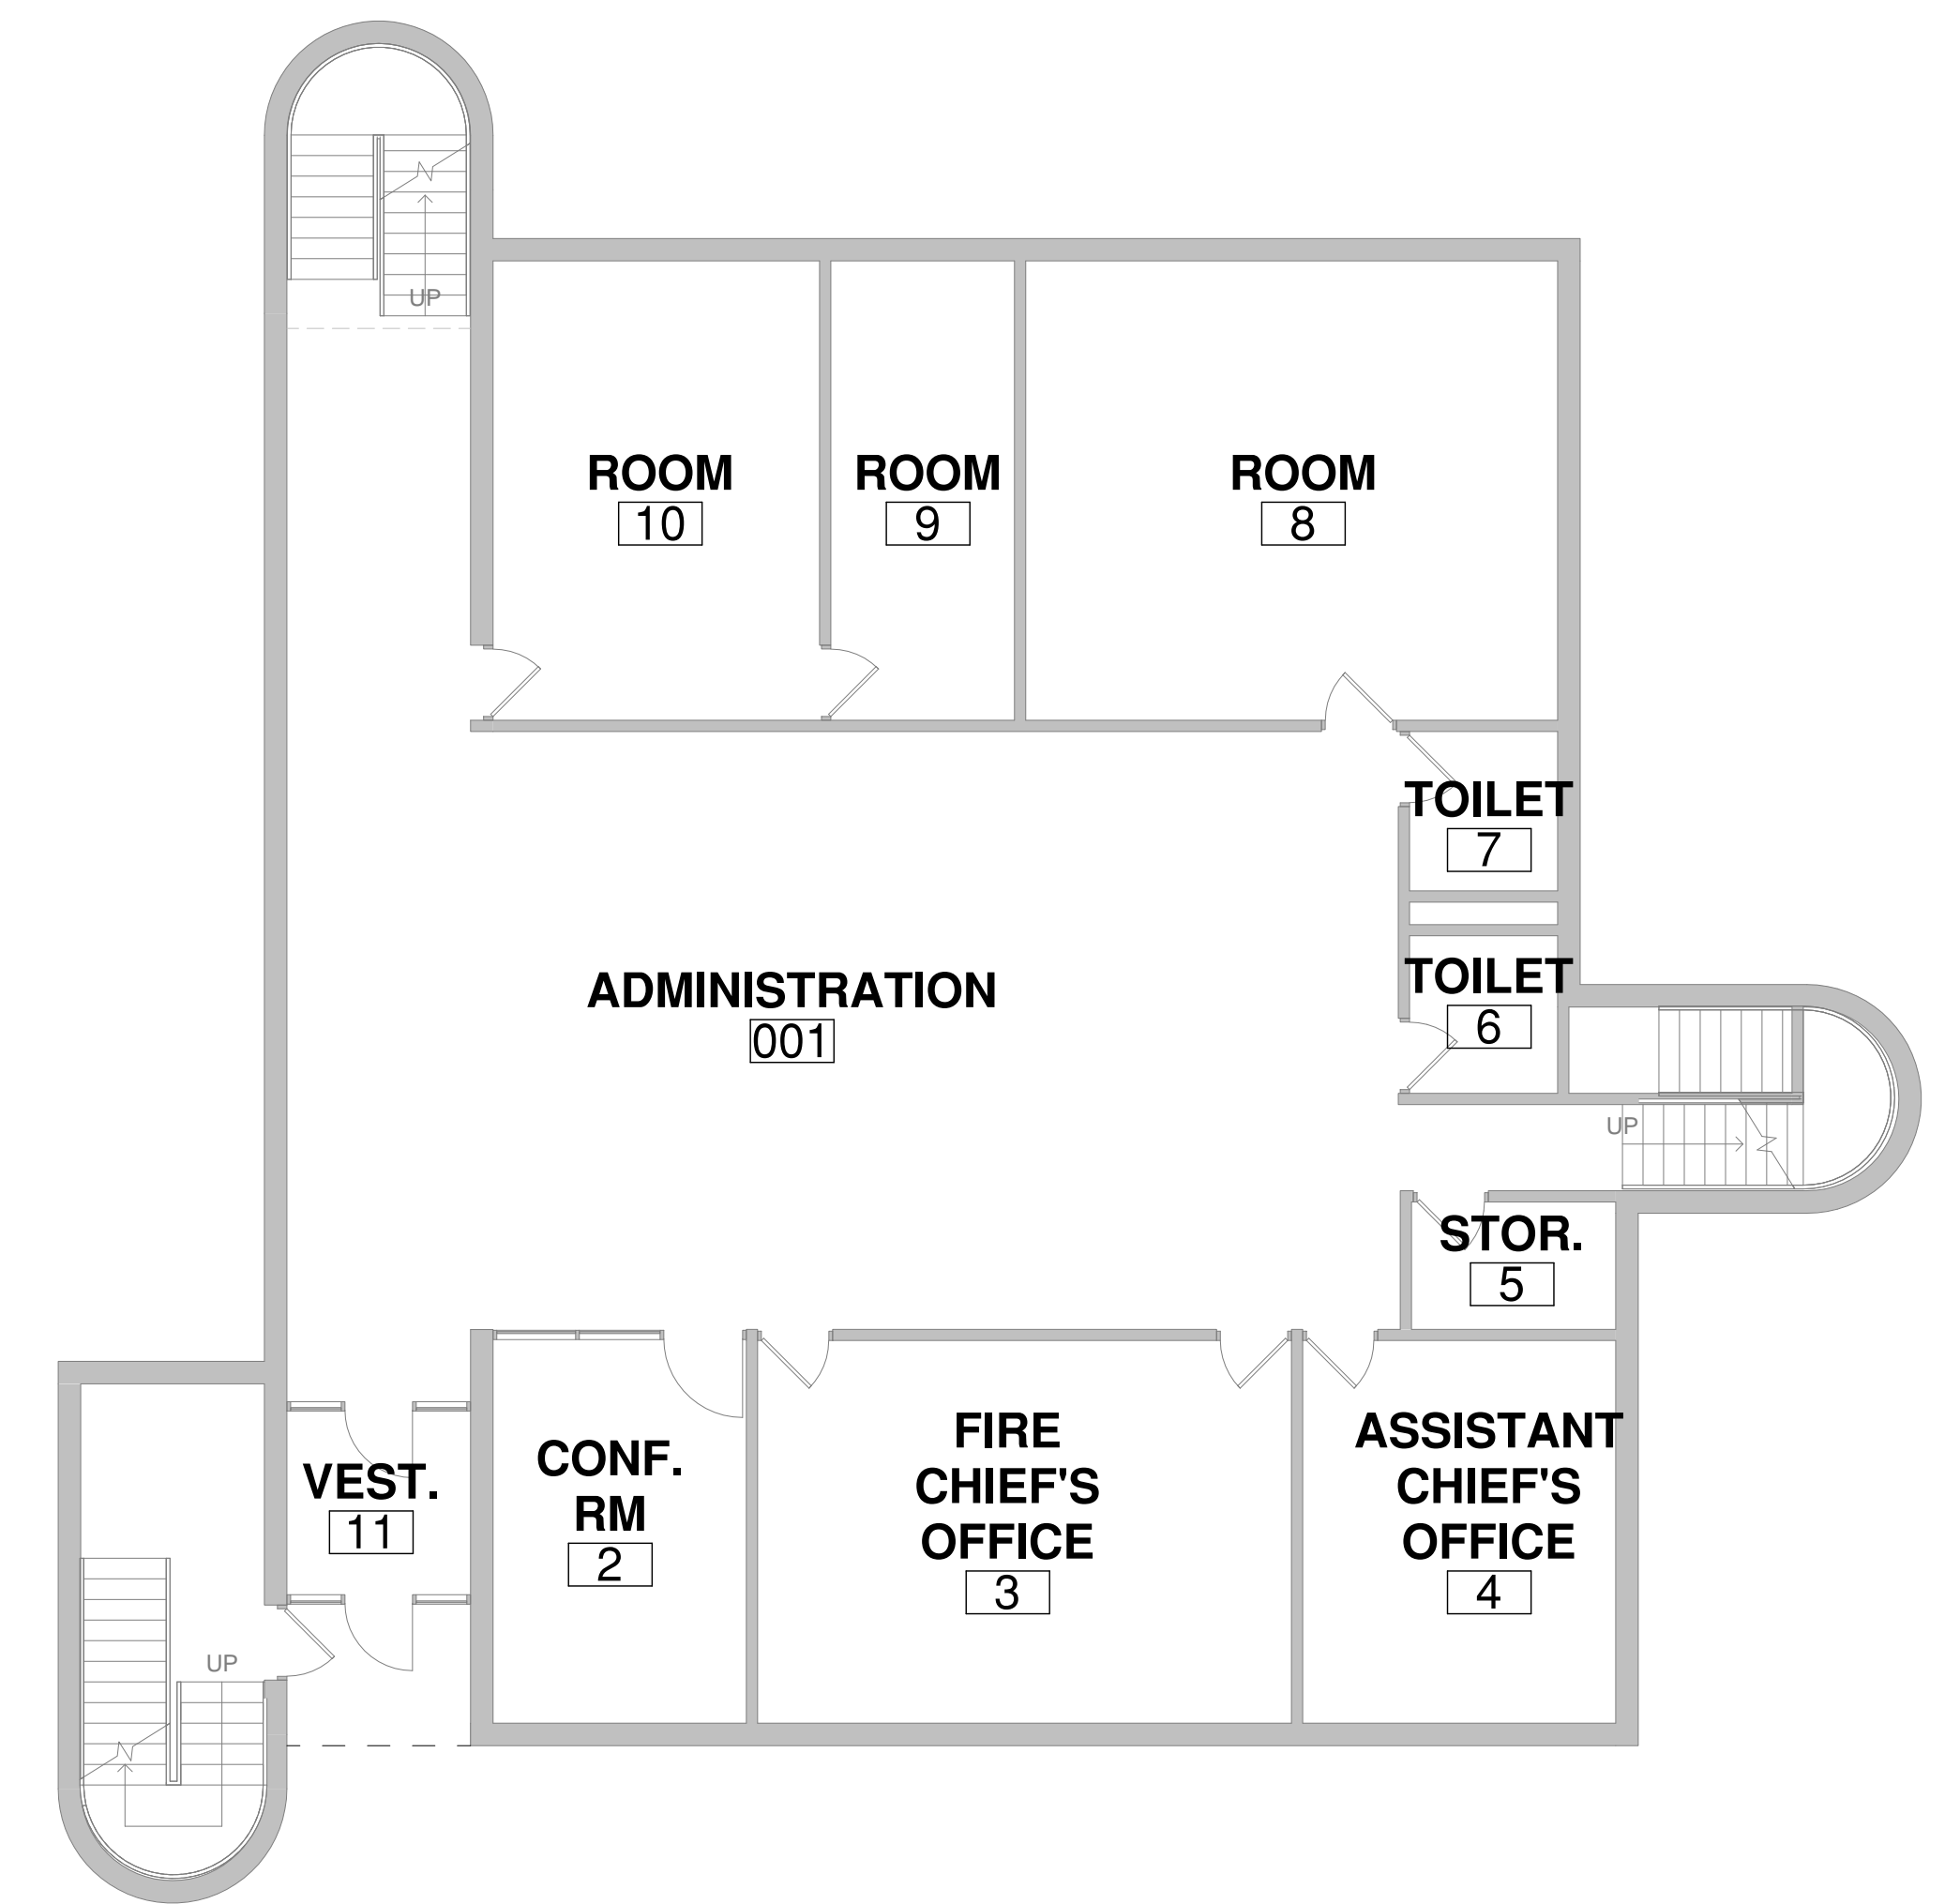 UP
ROOM
10
ROOM
9
ROOM
8
TOILET
7
ADMINISTRATION
001
TOILET
6
UP
STOR.
5
VEST.
11
CONF.
RM
2
FIRE
CHIEF'S
OFFICE
3
ASSISTANT
CHIEF'S
OFFICE
4
UP